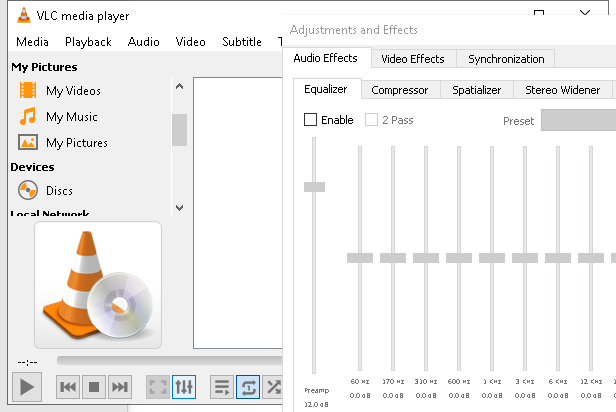 VLC media player
Media Playback Audio Video Subtitle T
My Pictures
My Videos
My Music
My Pictures
Devices
Discs
Local Network
--:--
Adjustments and Effects
Audio Effects Video Effects Synchronization
Equalizer Compressor Spatializer Stereo Widener
Enable 2 Pass Preset
60 Hz 170 Hz 310 Hz 600 Hz 1 KHz 3 KHz 6 KHz 12 KHz
Preamp 0.0 dB 0.0 dB 0.0 dB 0.0 dB 0.0 dB 0.0 dB 0.0 dB 0.0 dB
12.0 dB